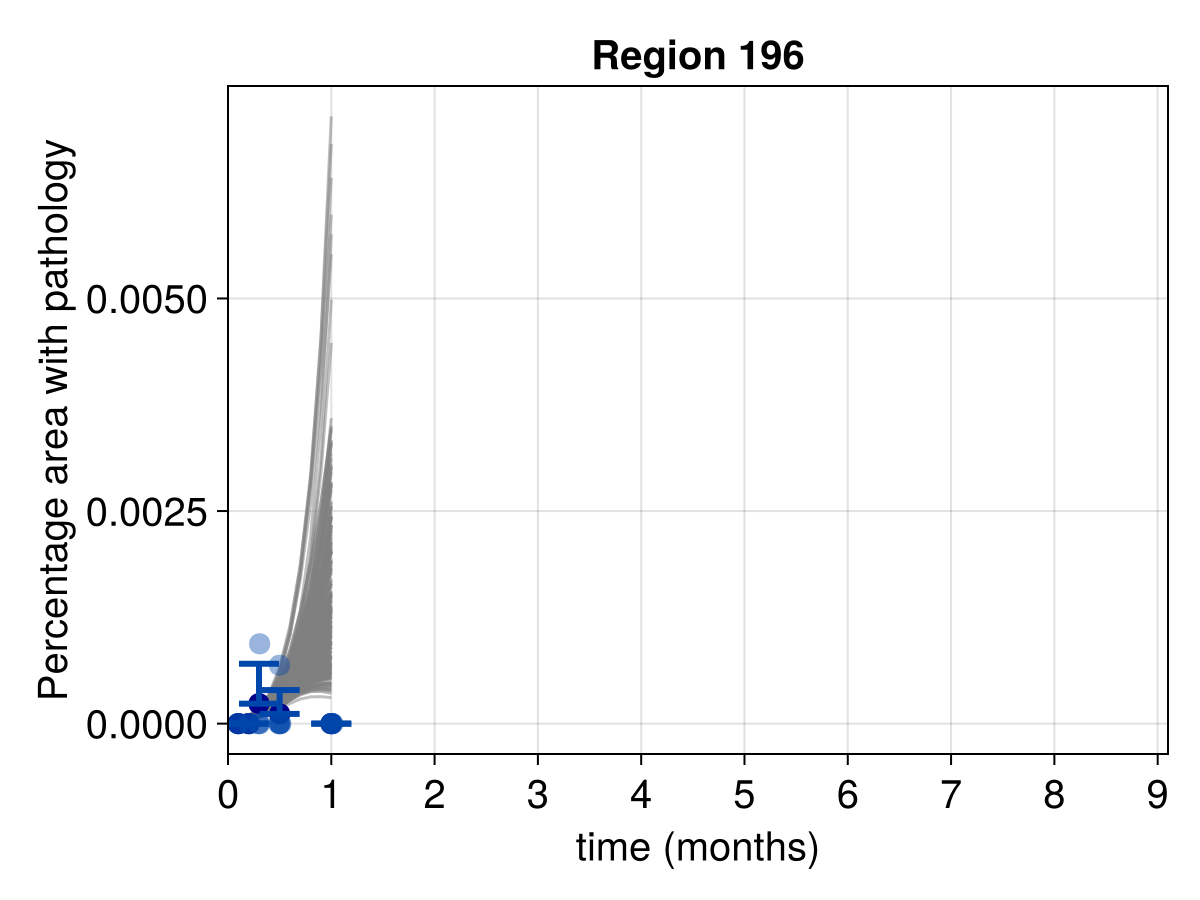 Region 196
Percentage area with pathology
0.0050
0.0025
0.0000
0 1 2 3 4 5 6 7 8 9
time (months)